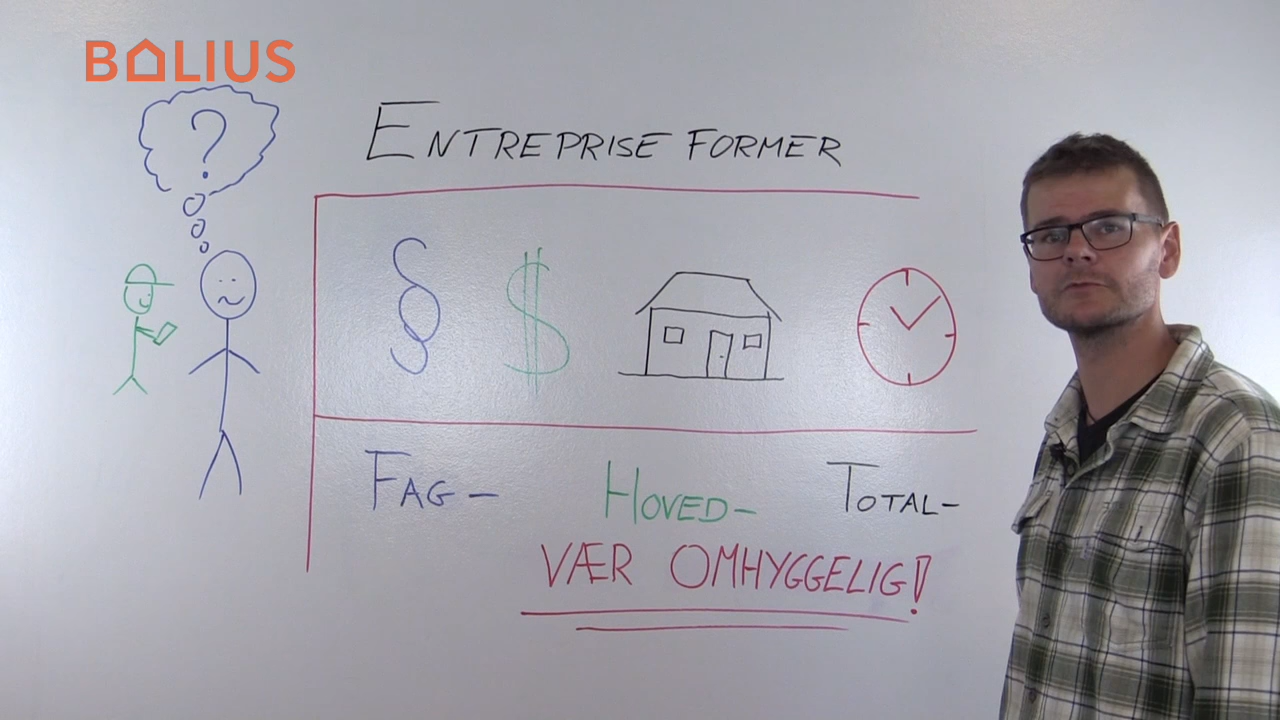 BOLIUS
?
ENTREPRISE FORMER
§ $
FAG- HOVED- TOTAL-
VÆR OMHYGGELIG!